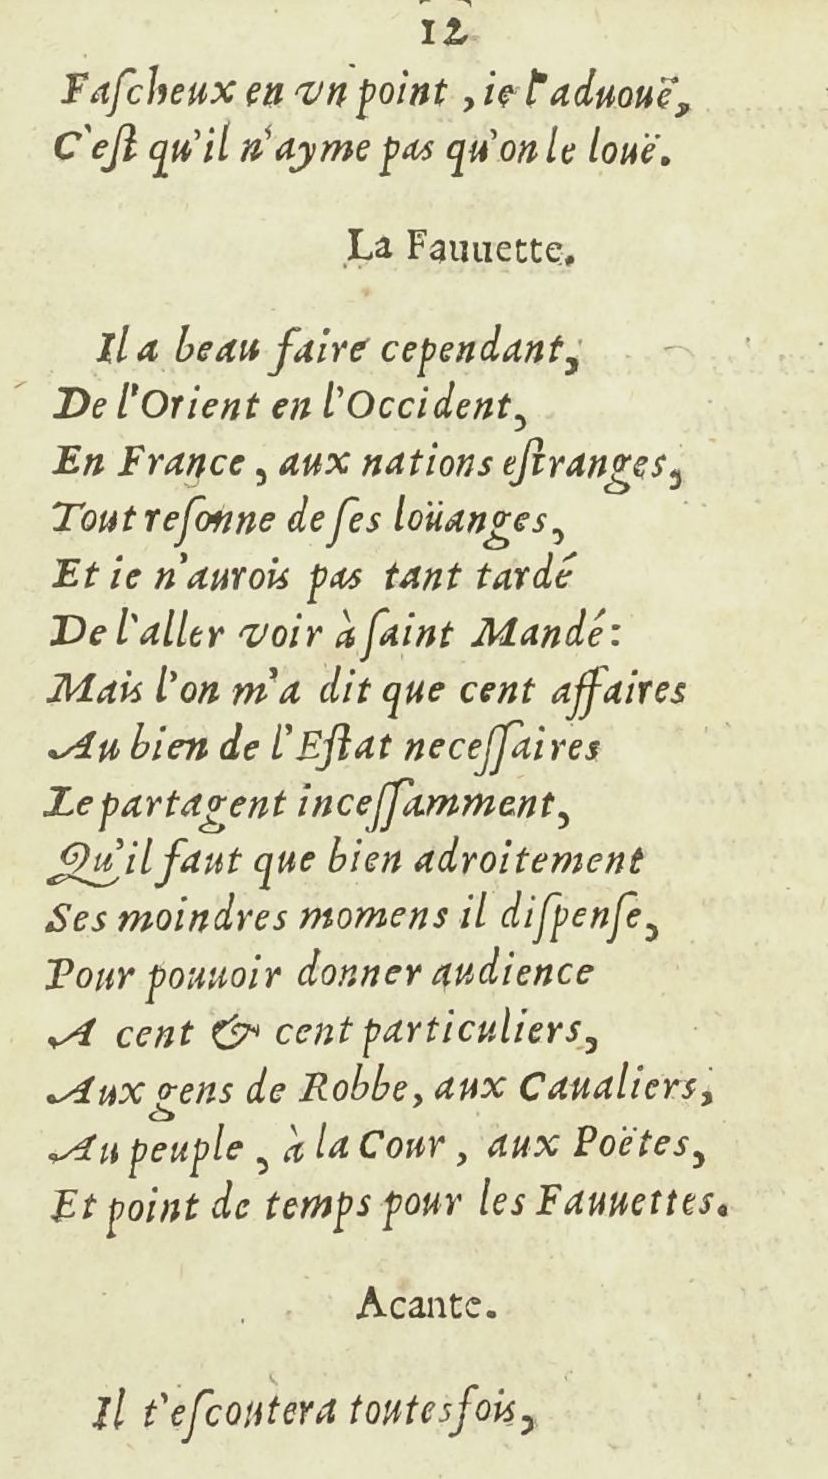 12
Faſcheux en vn point, ie t'aduouë,
C'eſt qu'il n'ayme pas qu'on le louë.
La Fauuette.
Il a beau faire cependant,
De l'Orient en l'Occident,
En France, aux nations eſtranges,
Tout reſonne de ſes loüanges,
Et ie n'aurois pas tant tardé
De l'aller voir à ſaint Mandé:
Mais l'on m'a dit que cent affaires
Au bien de l'Eſtat neceſſaires
Le partagent inceſſamment,
Qu'il faut que bien adroitement
Ses moindres momens il diſpenſe,
Pour pouuoir donner audience
A cent & cent particuliers,
Aux gens de Robbe, aux Caualiers,
Au peuple, à la Cour, aux Poëtes,
Et point de temps pour les Fauuettes.
Acante.
Il t'eſcoutera toutesfois,